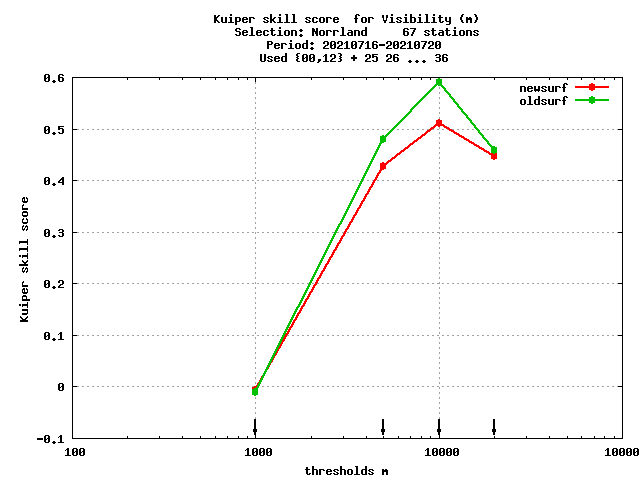 Kuiper skill score  for Visibility (m)
Selection: Norrland     67 stations
Period: 20210716-20210720
Used {00,12} + 25 26 ... 36
newsurf
oldsurf
0.6
0.5
0.4
0.3
0.2
0.1
0
-0.1
Kuiper skill score
100 1000 10000 10000
thresholds m